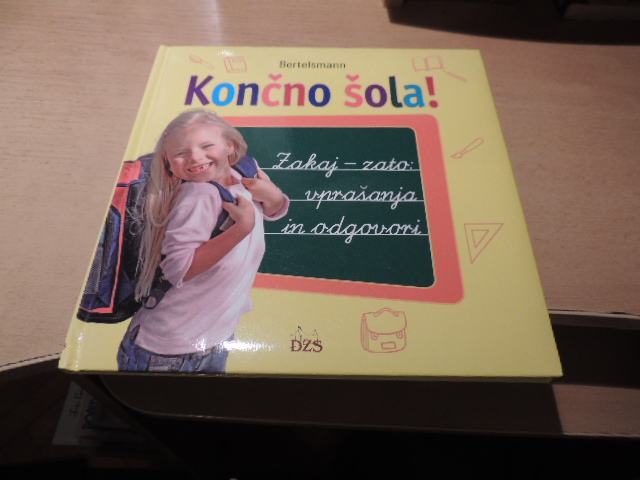 Bertelsmann
Končno šola!
Zakaj – zato:
vprašanja
in odgovori
DZS